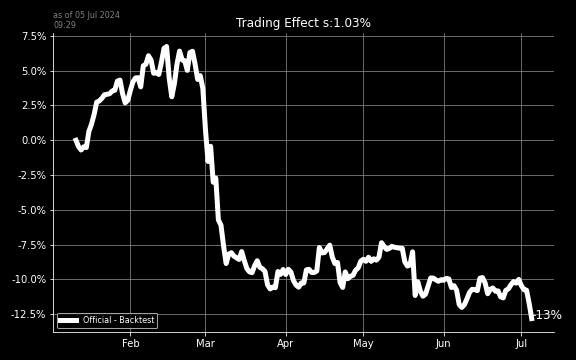 as of 05 Jul 2024
09:29
Trading Effect s:1.03%
7.5%
5.0%
2.5%
0.0%
-2.5%
-5.0%
-7.5%
-10.0%
-12.5%
-13%
Official - Backtest
Feb Mar Apr May Jun Jul